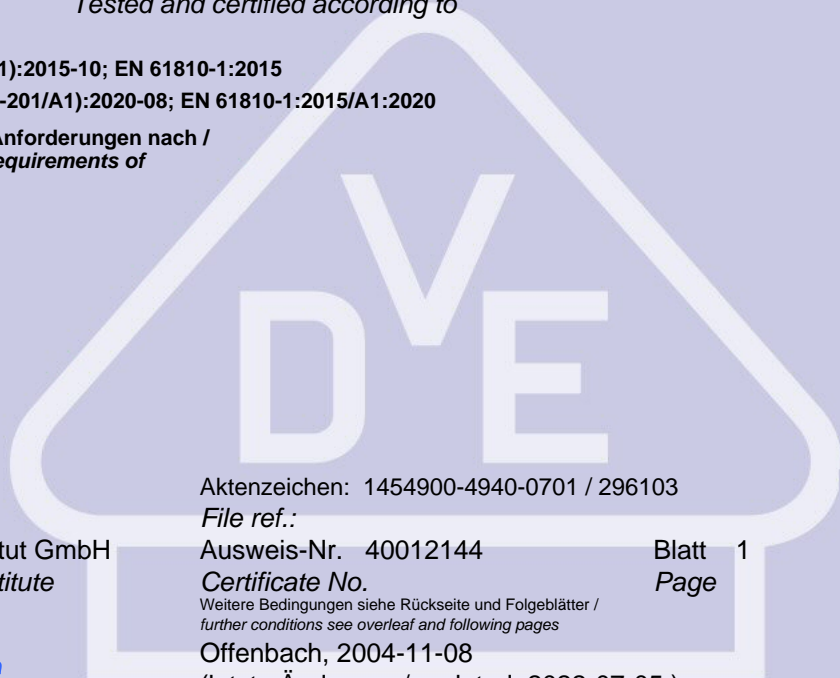 Tested and certified according to
1):2015-10; EN 61810-1:2015
-201/A1):2020-08; EN 61810-1:2015/A1:2020
Anforderungen nach /
equirements of
VDE
Aktenzeichen: 1454900-4940-0701 / 296103
File ref.:
tut GmbH Ausweis-Nr. 40012144 Blatt 1
titute Certificate No. Page
Weitere Bedingungen siehe Rückseite und Folgeblätter /
further conditions see overleaf and following pages
Offenbach, 2004-11-08